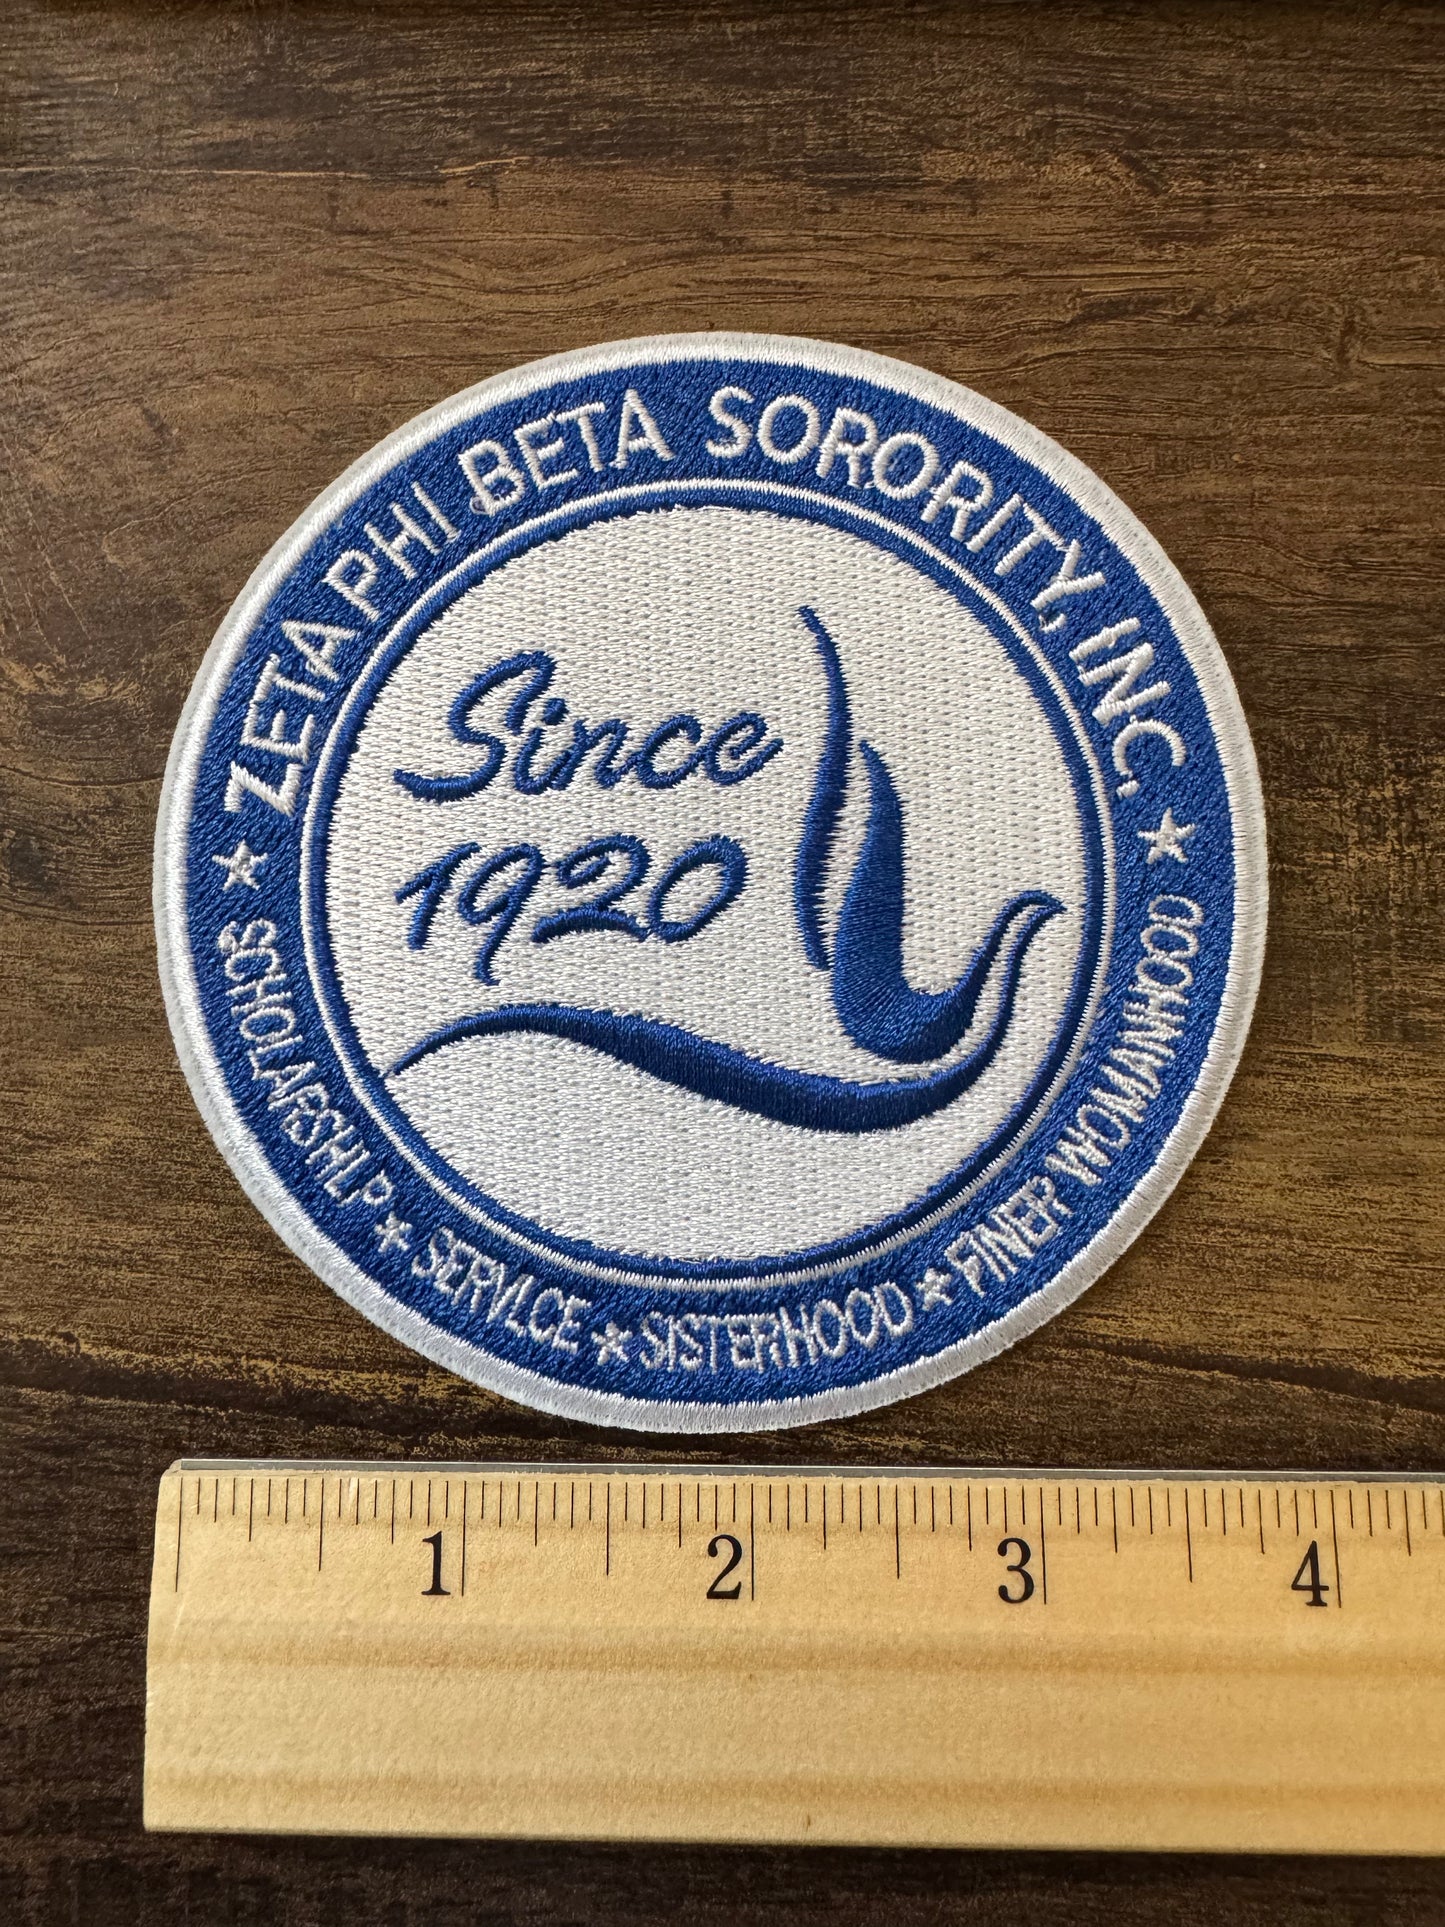 ZETA PHI BETA SORORITY, INC.
Since
1920
SCHOLARSHIP ★ SERVICE ★ SISTERHOOD ★ FINER WOMANHOOD
1 2 3 4